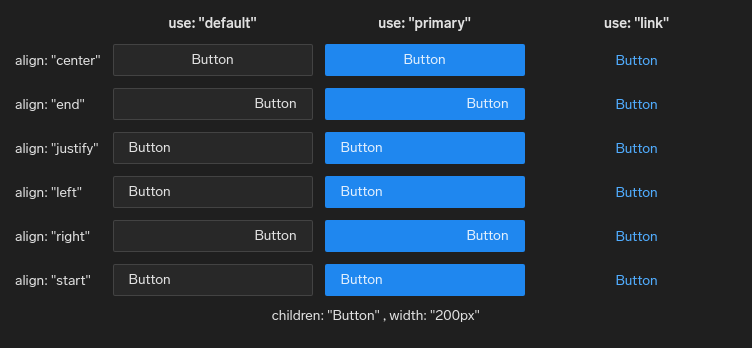 use: "default" use: "primary" use: "link"
align: "center" Button Button Button
align: "end" Button Button Button
align: "justify" Button Button Button
align: "left" Button Button Button
align: "right" Button Button Button
align: "start" Button Button Button
children: "Button" , width: "200px"